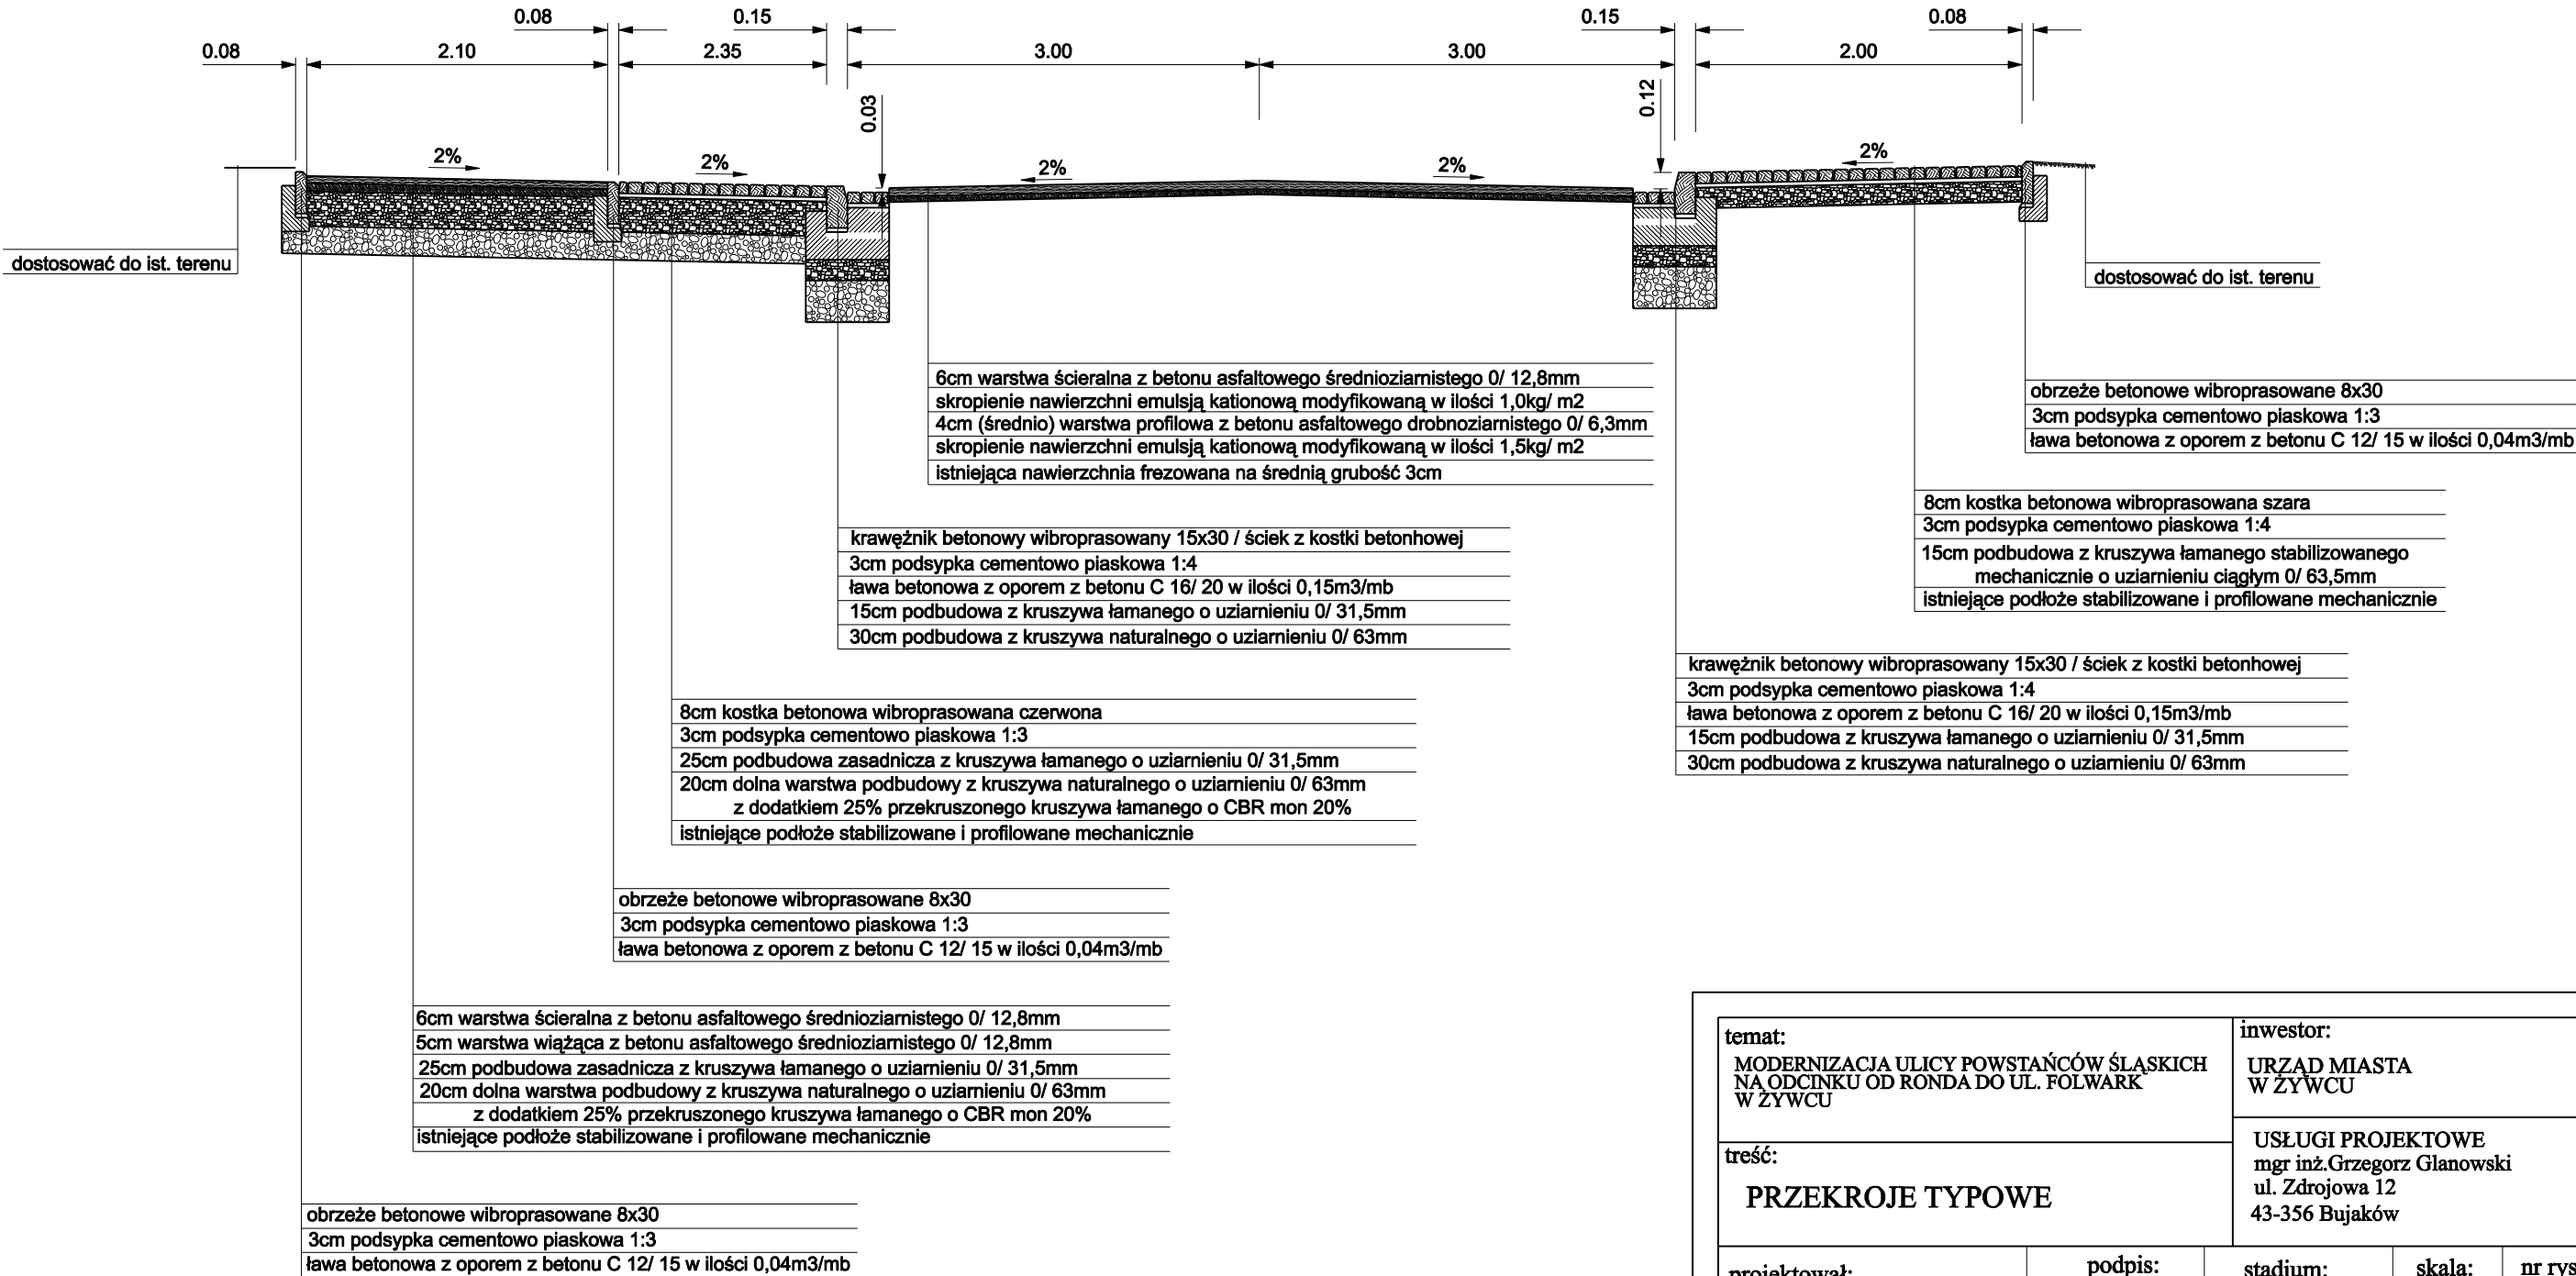 0.08
0.15
0.15
0.08
0.08
2.10
2.35
3.00
3.00
2.00
0.03
0.12
2%
2%
2%
2%
2%
dostosować do ist. terenu
dostosować do ist. terenu
6cm warstwa ścieralna z betonu asfaltowego średnioziarnistego 0/ 12,8mm
skropienie nawierzchni emulsją kationową modyfikowaną w ilości 1,0kg/ m2
4cm (średnio) warstwa profilowa z betonu asfaltowego drobnoziarnistego 0/ 6,3mm
skropienie nawierzchni emulsją kationową modyfikowaną w ilości 1,5kg/ m2
istniejąca nawierzchnia frezowana na średnią grubość 3cm
obrzeże betonowe wibroprasowane 8x30
3cm podsypka cementowo piaskowa 1:3
ława betonowa z oporem z betonu C 12/ 15 w ilości 0,04m3/mb
8cm kostka betonowa wibroprasowana szara
3cm podsypka cementowo piaskowa 1:4
15cm podbudowa z kruszywa łamanego stabilizowanego
mechanicznie o uziarnieniu ciągłym 0/ 63,5mm
istniejące podłoże stabilizowane i profilowane mechanicznie
krawężnik betonowy wibroprasowany 15x30 / ściek z kostki betonhowej
3cm podsypka cementowo piaskowa 1:4
ława betonowa z oporem z betonu C 16/ 20 w ilości 0,15m3/mb
15cm podbudowa z kruszywa łamanego o uziarnieniu 0/ 31,5mm
30cm podbudowa z kruszywa naturalnego o uziarnieniu 0/ 63mm
krawężnik betonowy wibroprasowany 15x30 / ściek z kostki betonhowej
3cm podsypka cementowo piaskowa 1:4
ława betonowa z oporem z betonu C 16/ 20 w ilości 0,15m3/mb
15cm podbudowa z kruszywa łamanego o uziarnieniu 0/ 31,5mm
30cm podbudowa z kruszywa naturalnego o uziarnieniu 0/ 63mm
8cm kostka betonowa wibroprasowana czerwona
3cm podsypka cementowo piaskowa 1:3
25cm podbudowa zasadnicza z kruszywa łamanego o uziarnieniu 0/ 31,5mm
20cm dolna warstwa podbudowy z kruszywa naturalnego o uziarnieniu 0/ 63mm
z dodatkiem 25% przekruszonego kruszywa łamanego o CBR mon 20%
istniejące podłoże stabilizowane i profilowane mechanicznie
obrzeże betonowe wibroprasowane 8x30
3cm podsypka cementowo piaskowa 1:3
ława betonowa z oporem z betonu C 12/ 15 w ilości 0,04m3/mb
6cm warstwa ścieralna z betonu asfaltowego średnioziarnistego 0/ 12,8mm
5cm warstwa wiążąca z betonu asfaltowego średnioziarnistego 0/ 12,8mm
25cm podbudowa zasadnicza z kruszywa łamanego o uziarnieniu 0/ 31,5mm
20cm dolna warstwa podbudowy z kruszywa naturalnego o uziarnieniu 0/ 63mm
z dodatkiem 25% przekruszonego kruszywa łamanego o CBR mon 20%
istniejące podłoże stabilizowane i profilowane mechanicznie
obrzeże betonowe wibroprasowane 8x30
3cm podsypka cementowo piaskowa 1:3
ława betonowa z oporem z betonu C 12/ 15 w ilości 0,04m3/mb
temat:
MODERNIZACJA ULICY POWSTAŃCÓW ŚLĄSKICH
NA ODCINKU OD RONDA DO UL. FOLWARK
W ŻYWCU
inwestor:
URZĄD MIASTA
W ŻYWCU
treść:
PRZEKROJE TYPOWE
USŁUGI PROJEKTOWE
mgr inż.Grzegorz Glanowski
ul. Zdrojowa 12
43-356 Bujaków
projektował:
podpis:
stadium:
skala:
nr rys